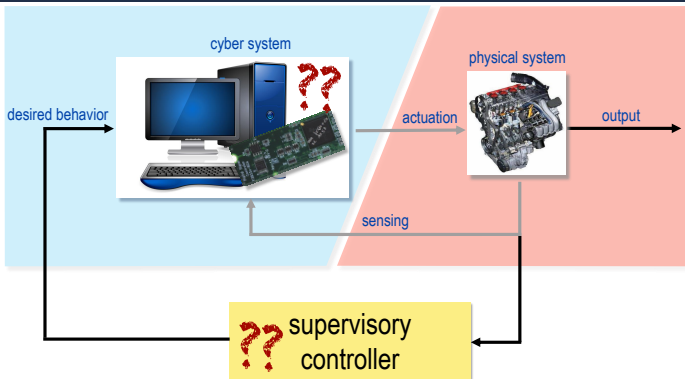 cyber system
physical system
desired behavior
??
actuation
output
sensing
?? supervisory
controller